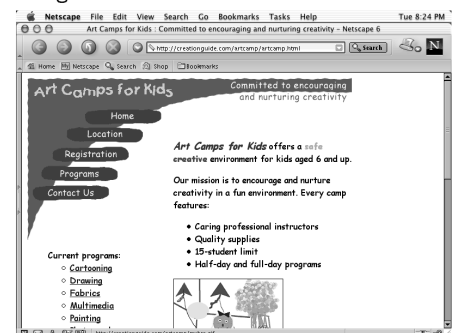 Netscape File Edit View Search Go Bookmarks Tasks Help Tue 8:24 PM
Art Camps for Kids : Committed to encouraging and nurturing creativity - Netscape 6
http://creationguide.com/artcamp/artcamp.html Search N
Home My Netscape Search Shop Bookmarks
Art Camps for Kids
Committed to encouraging
and nurturing creativity
Home
Location
Registration
Programs
Contact Us
Art Camps for Kids offers a safe
creative environment for kids aged 6 and up.
Our mission is to encourage and nurture
creativity in a fun environment. Every camp
features:
• Caring professional instructors
• Quality supplies
• 15-student limit
• Half-day and full-day programs
Current programs:
○ Cartooning
○ Drawing
○ Fabrics
○ Multimedia
○ Painting